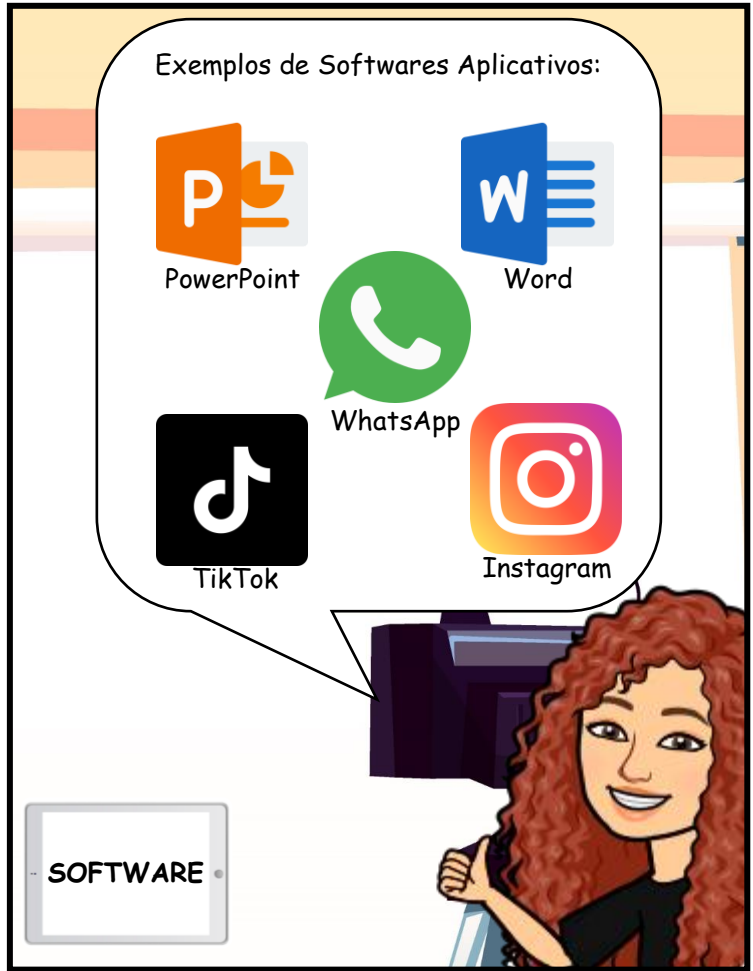 Exemplos de Softwares Aplicativos:
P
W
PowerPoint
Word
WhatsApp
TikTok
Instagram
SOFTWARE